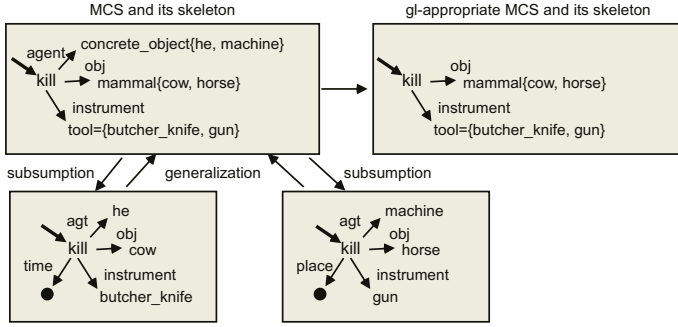 MCS and its skeleton
gl-appropriate MCS and its skeleton
agent
concrete_object{he, machine}
obj
kill
mammal{cow, horse}
instrument
tool={butcher_knife, gun}
obj
kill
mammal{cow, horse}
instrument
tool={butcher_knife, gun}
subsumption
generalization
subsumption
agt
he
obj
kill
cow
time
instrument
butcher_knife
agt
machine
obj
kill
horse
place
instrument
gun